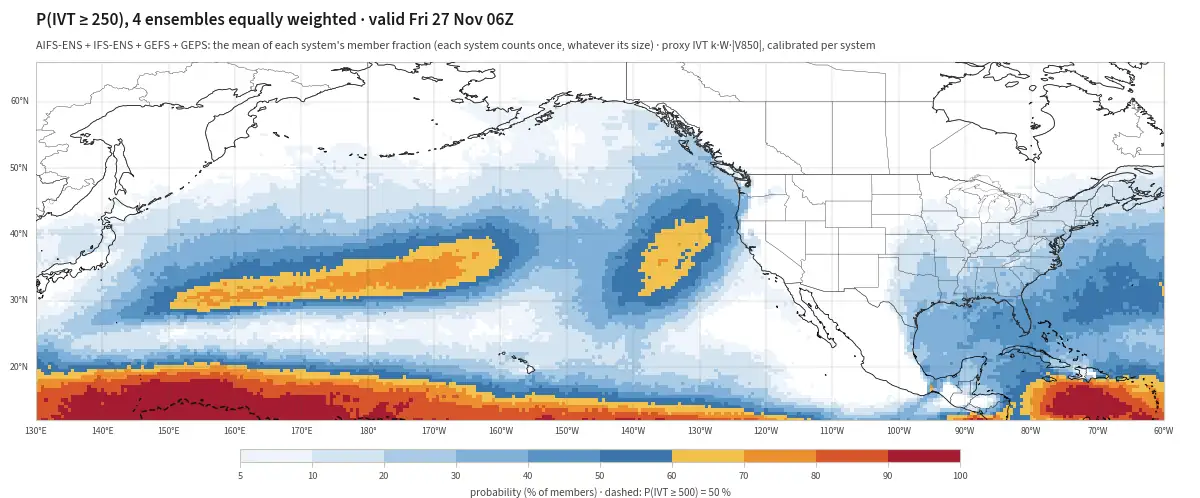 P(IVT ≥ 250), 4 ensembles equally weighted · valid Fri 27 Nov 06Z
AIFS-ENS + IFS-ENS + GEFS + GEPS: the mean of each system's member fraction (each system counts once, whatever its size) · proxy IVT k·W·|V850|, calibrated per system
60°N
50°N
40°N
30°N
20°N
130°E 140°E 150°E 160°E 170°E 180° 170°W 160°W 150°W 140°W 130°W 120°W 110°W 100°W 90°W 80°W 70°W 60°W
5 10 20 30 40 50 60 70 80 90 100
probability (% of members) · dashed: P(IVT ≥ 500) = 50 %